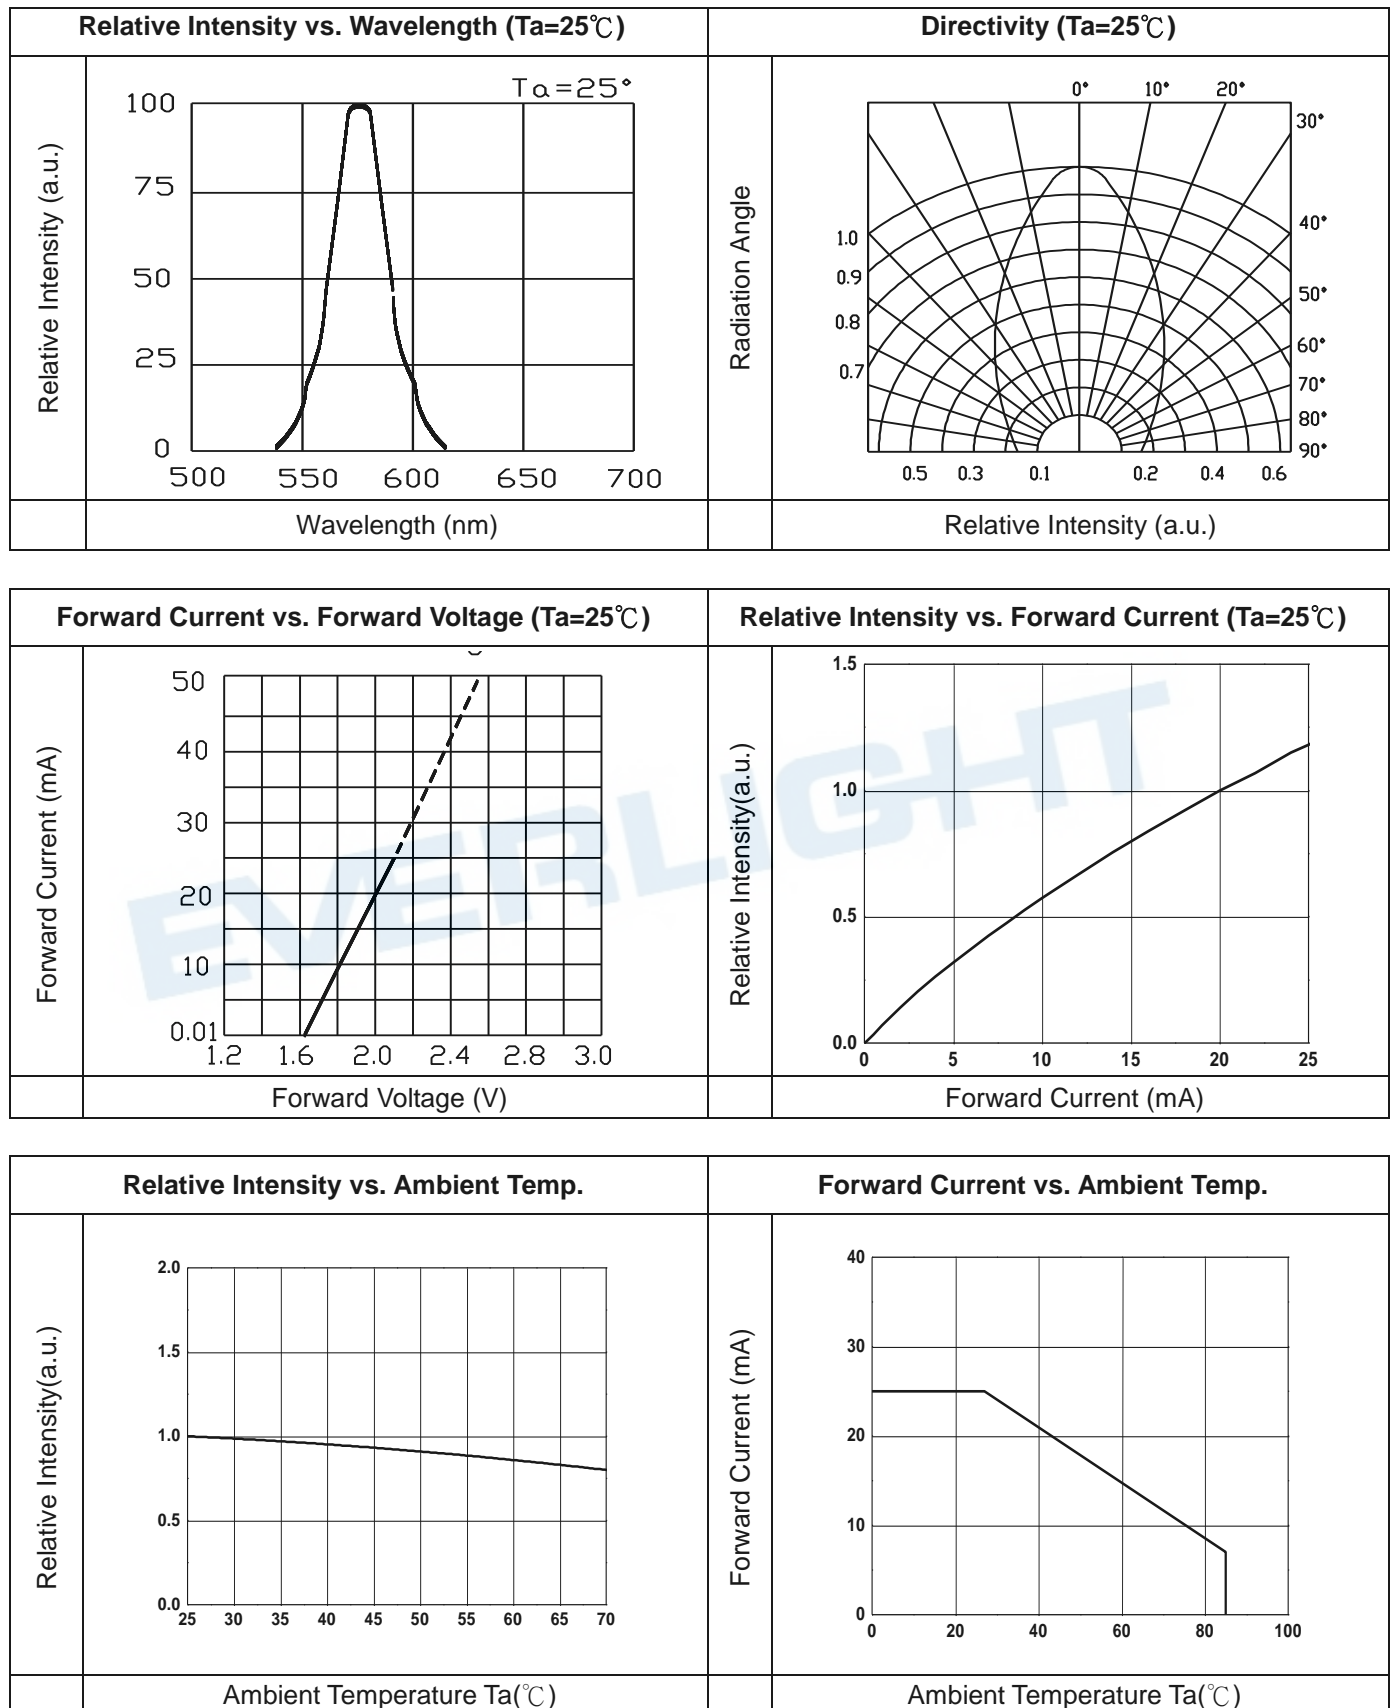 Relative Intensity vs. Wavelength (Ta=25℃)
Directivity (Ta=25℃)
Relative Intensity (a.u.)
Ta=25°
100
75
50
25
0
500 550 600 650 700
Wavelength (nm)
Radiation Angle
0° 10° 20°
30°
40°
50°
60°
70°
80°
90°
1.0
0.9
0.8
0.7
0.5 0.3 0.1 0.2 0.4 0.6
Relative Intensity (a.u.)
Forward Current vs. Forward Voltage (Ta=25℃)
Relative Intensity vs. Forward Current (Ta=25℃)
Forward Current (mA)
50
40
30
20
10
0.01
1.2 1.6 2.0 2.4 2.8 3.0
Forward Voltage (V)
Relative Intensity(a.u.)
1.5
1.0
0.5
0.0
0 5 10 15 20 25
Forward Current (mA)
EVERLIGHT
Relative Intensity vs. Ambient Temp.
Forward Current vs. Ambient Temp.
Relative Intensity(a.u.)
2.0
1.5
1.0
0.5
0.0
25 30 35 40 45 50 55 60 65 70
Ambient Temperature Ta(℃)
Forward Current (mA)
40
30
20
10
0
0 20 40 60 80 100
Ambient Temperature Ta(℃)